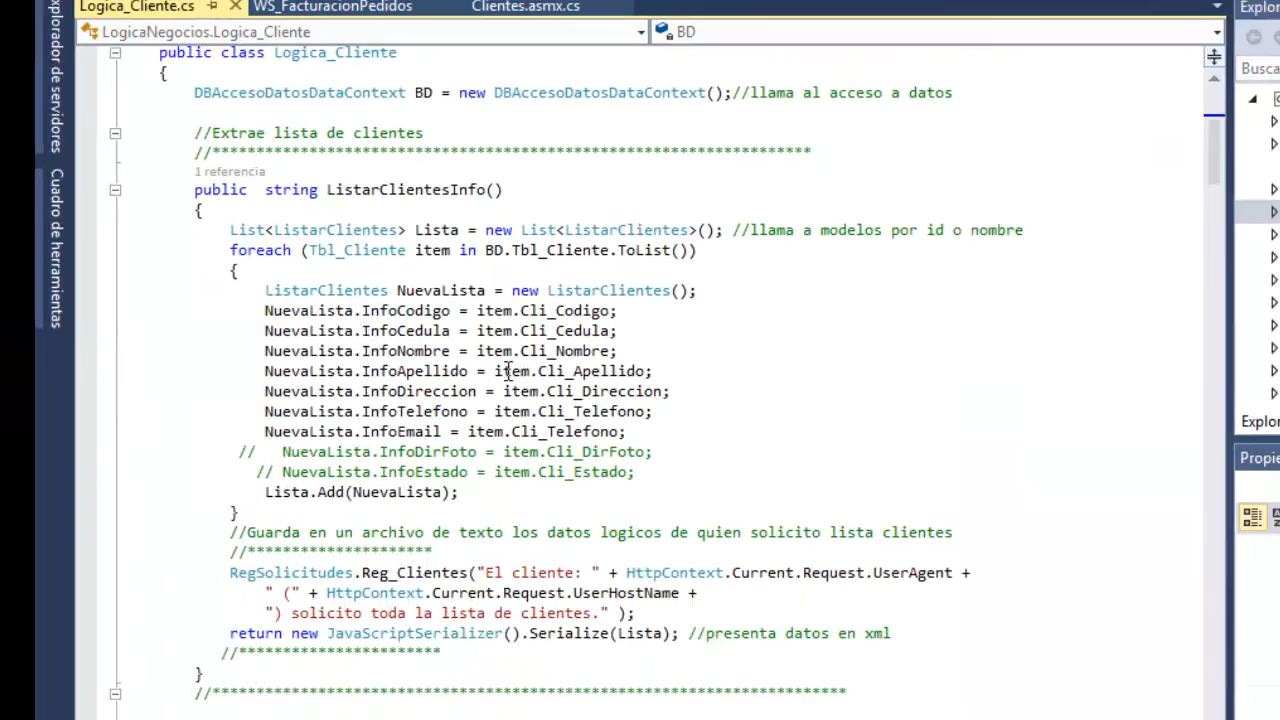 Logica_Cliente.cs
WS_FacturacionPedidos
Clientes.asmx.cs
LogicaNegocios.Logica_Cliente
BD
public class Logica_Cliente
{
DBAccesoDatosDataContext BD = new DBAccesoDatosDataContext();//llama al acceso a datos
//Extrae lista de clientes
//********************************************************************
1 referencia
public  string ListarClientesInfo()
{
List<ListarClientes> Lista = new List<ListarClientes>(); //llama a modelos por id o nombre
foreach (Tbl_Cliente item in BD.Tbl_Cliente.ToList())
{
ListarClientes NuevaLista = new ListarClientes();
NuevaLista.InfoCodigo = item.Cli_Codigo;
NuevaLista.InfoCedula = item.Cli_Cedula;
NuevaLista.InfoNombre = item.Cli_Nombre;
NuevaLista.InfoApellido = item.Cli_Apellido;
NuevaLista.InfoDireccion = item.Cli_Direccion;
NuevaLista.InfoTelefono = item.Cli_Telefono;
NuevaLista.InfoEmail = item.Cli_Telefono;
//   NuevaLista.InfoDirFoto = item.Cli_DirFoto;
// NuevaLista.InfoEstado = item.Cli_Estado;
Lista.Add(NuevaLista);
}
//Guarda en un archivo de texto los datos logicos de quien solicito lista clientes
//*********************
RegSolicitudes.Reg_Clientes("El cliente: " + HttpContext.Current.Request.UserAgent +
" (" + HttpContext.Current.Request.UserHostName +
") solicito toda la lista de clientes." );
return new JavaScriptSerializer().Serialize(Lista); //presenta datos en xml
//**********************
}
//************************************************************************
xplorador de servidores
Cuadro de herramientas
Explo
Busca
Explor
Propie